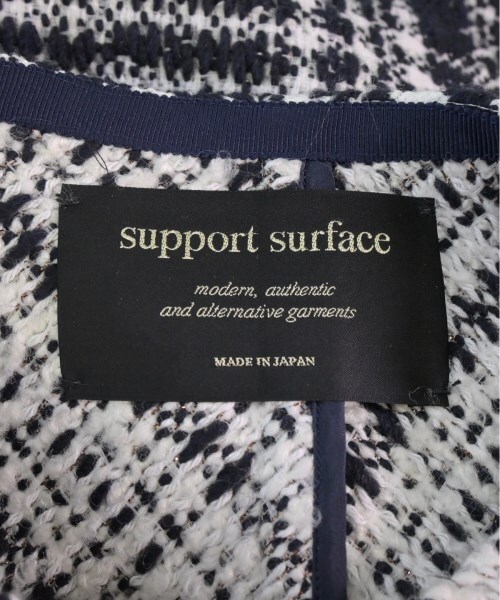 support surface
modern, authentic
and alternative garments
MADE IN JAPAN